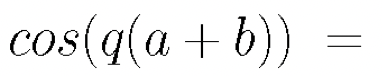 cos(q(a + b)) =